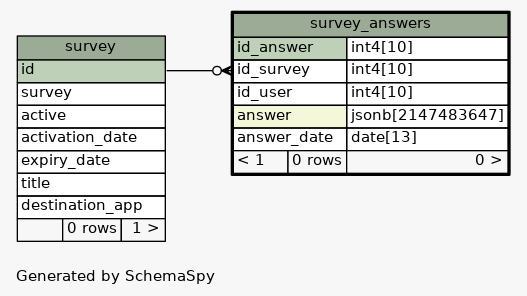 survey
id
survey
active
activation_date
expiry_date
title
destination_app
0 rows 1 >
survey_answers
id_answer int4[10]
id_survey int4[10]
id_user int4[10]
answer jsonb[2147483647]
answer_date date[13]
< 1 0 rows 0 >
Generated by SchemaSpy